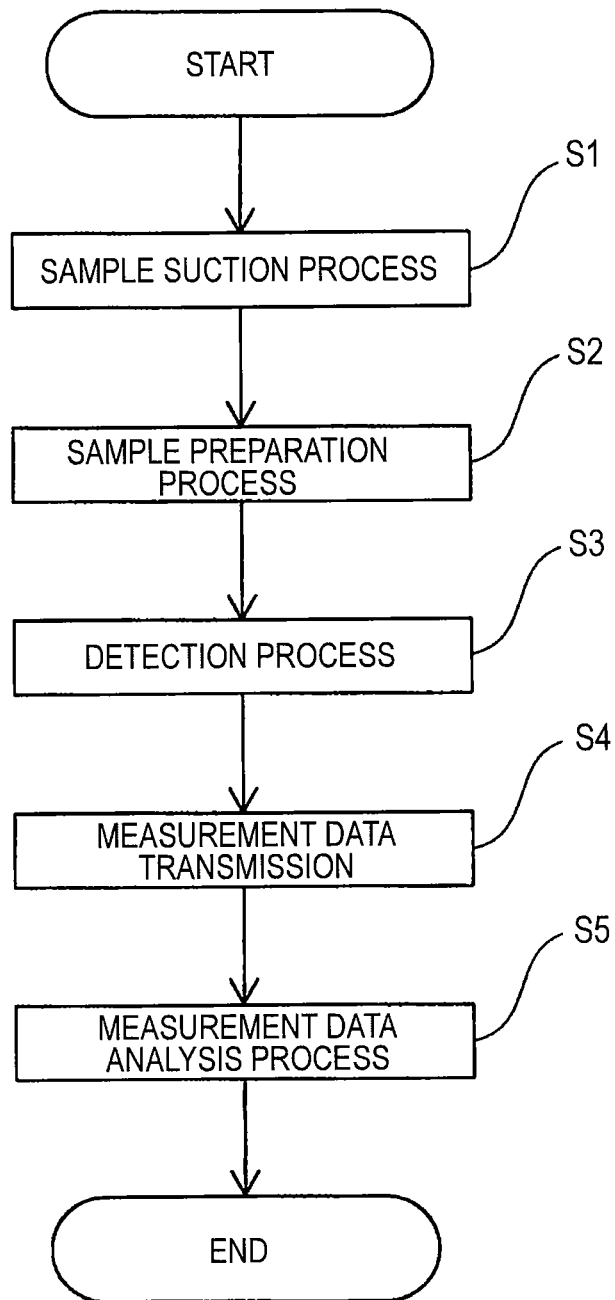 START
S1
SAMPLE SUCTION PROCESS
S2
SAMPLE PREPARATION
PROCESS
S3
DETECTION PROCESS
S4
MEASUREMENT DATA
TRANSMISSION
S5
MEASUREMENT DATA
ANALYSIS PROCESS
END